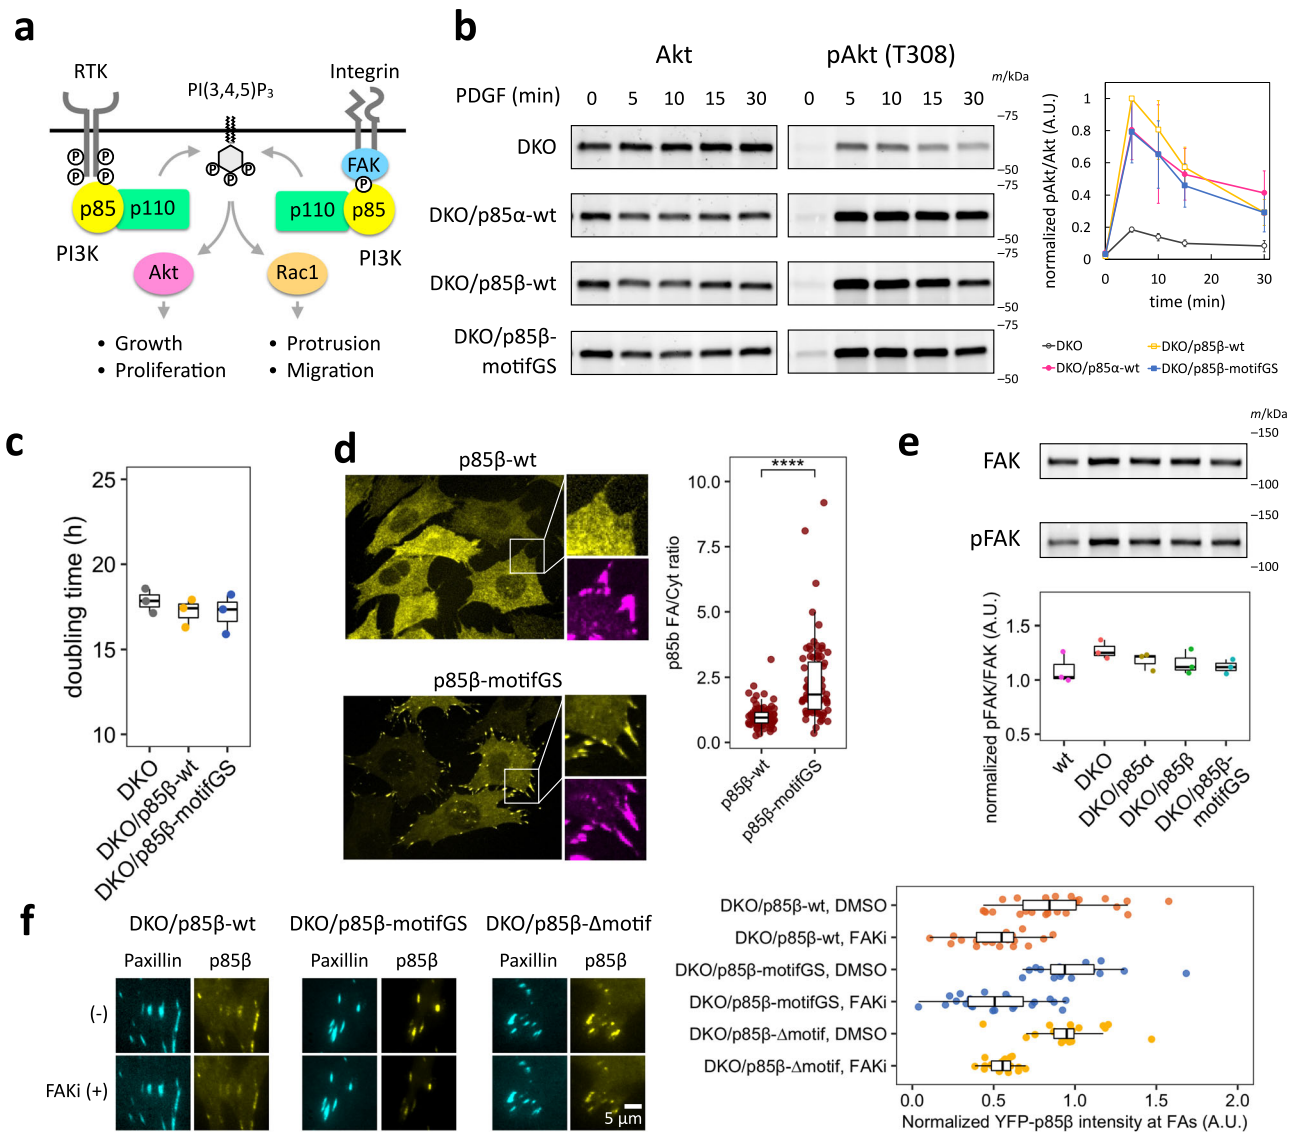 a
RTK
PI(3,4,5)P₃
Integrin
P P
P P
P P P
FAK
P
p85 p110
p110 p85
PI3K
PI3K
Akt
Rac1
• Growth
• Proliferation
• Protrusion
• Migration
b
Akt
pAkt (T308)
PDGF (min) 0 5 10 15 30 0 5 10 15 30
m/kDa
–75
DKO
–50
–75
DKO/p85α-wt
–50
–75
DKO/p85β-wt
–50
–75
DKO/p85β-
motifGS
–50
normalized pAkt/Akt (A.U.)
1
0.8
0.6
0.4
0.2
0
0 10 20 30
time (min)
DKO
DKO/p85β-wt
DKO/p85α-wt
DKO/p85β-motifGS
c
doubling time (h)
25
20
15
10
DKO
DKO/p85β-wt
DKO/p85β-motifGS
d
p85β-wt
p85β-motifGS
p85b FA/Cyt ratio
****
10.0
7.5
5.0
2.5
0.0
p85β-wt
p85β-motifGS
e
m/kDa
–150
FAK
–100
–150
pFAK
–100
normalized pFAK/FAK (A.U.)
1.5
1.0
0.5
wt
DKO
DKO/p85α
DKO/p85β
DKO/p85β-
motifGS
f
DKO/p85β-wt
DKO/p85β-motifGS
DKO/p85β-Δmotif
Paxillin p85β
Paxillin p85β
Paxillin p85β
(-)
FAKi (+)
5 μm
DKO/p85β-wt, DMSO
DKO/p85β-wt, FAKi
DKO/p85β-motifGS, DMSO
DKO/p85β-motifGS, FAKi
DKO/p85β-Δmotif, DMSO
DKO/p85β-Δmotif, FAKi
0.0 0.5 1.0 1.5 2.0
Normalized YFP-p85β intensity at FAs (A.U.)